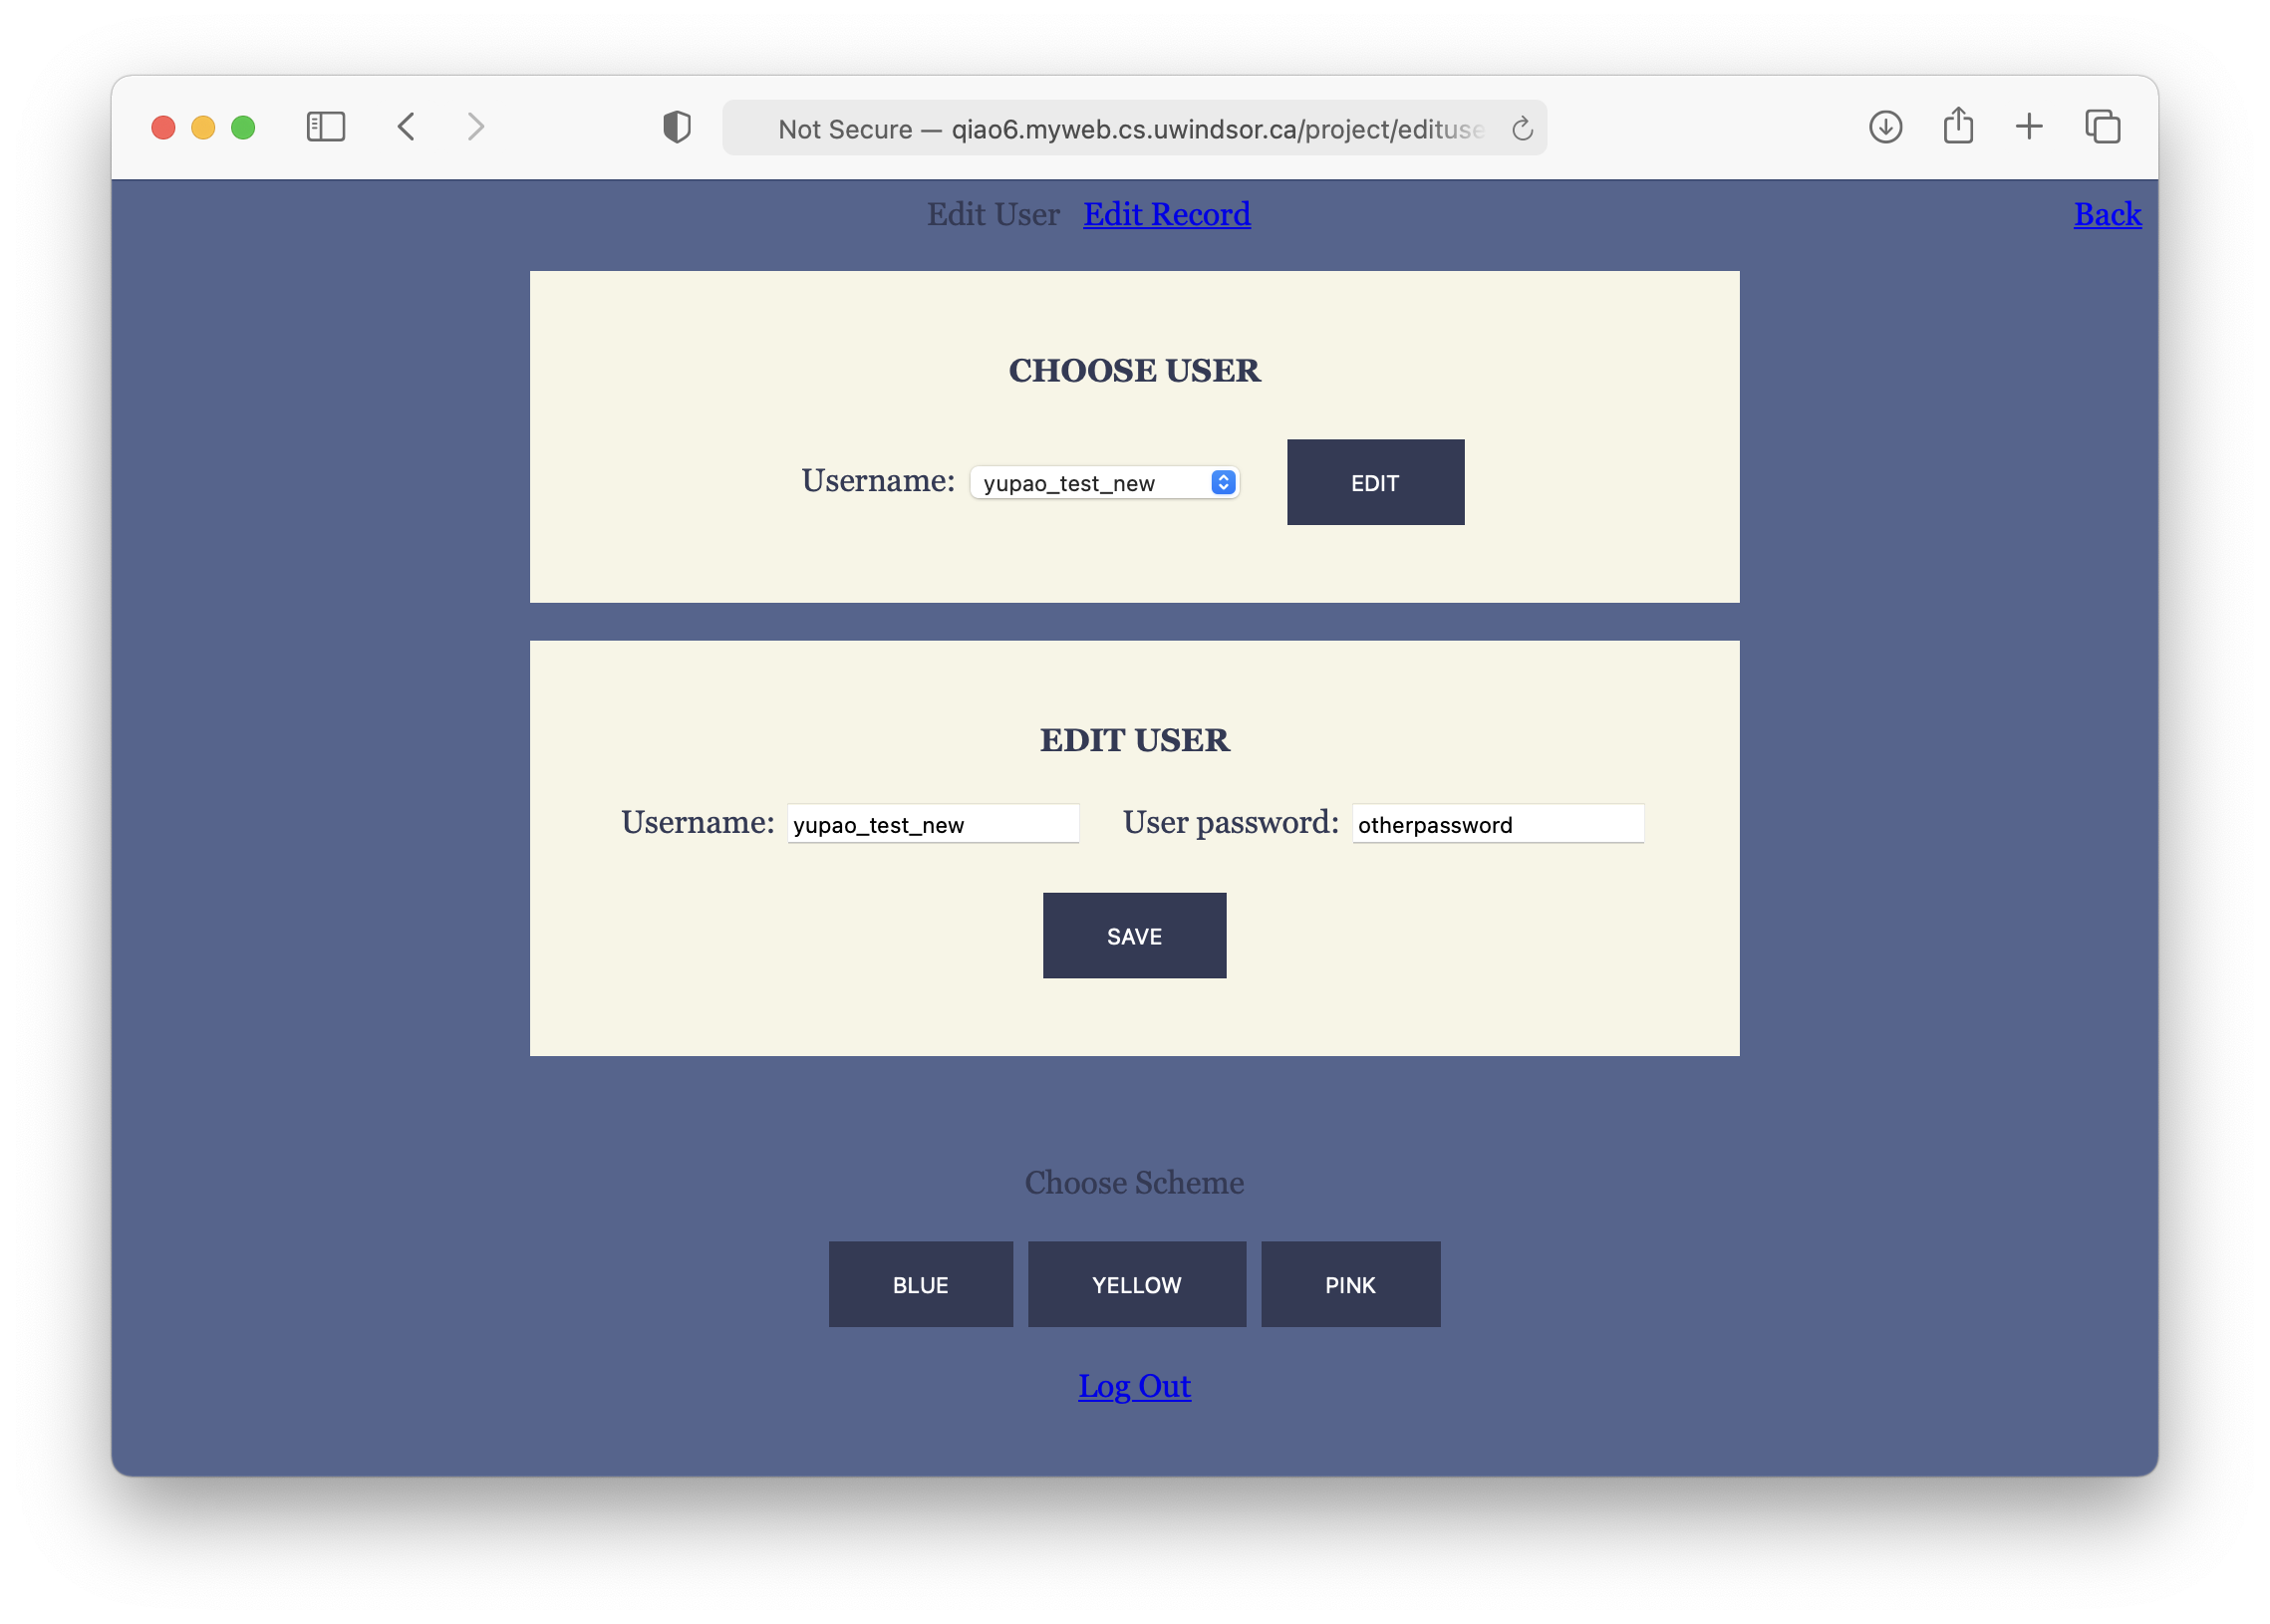 Not Secure — qiao6.myweb.cs.uwindsor.ca/project/edituse
Edit User Edit Record Back
CHOOSE USER
Username: yupao_test_new EDIT
EDIT USER
Username: yupao_test_new User password: otherpassword
SAVE
Choose Scheme
BLUE YELLOW PINK
Log Out